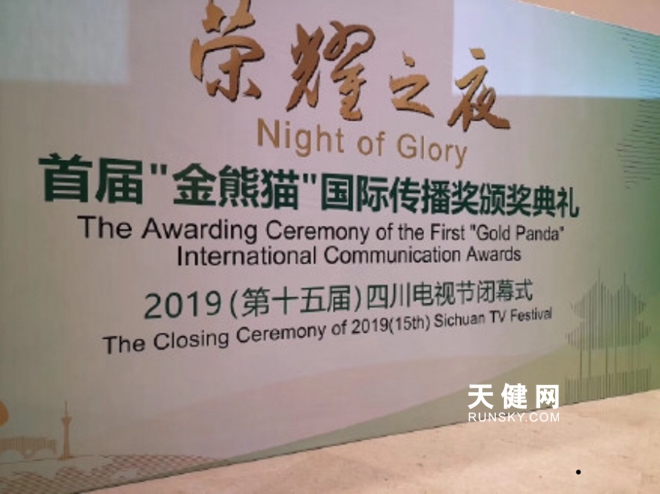 荣耀之夜
Night of Glory
首届"金熊猫"国际传播奖颁奖典礼
The Awarding Ceremony of the First "Gold Panda"
International Communication Awards
2019(第十五届)四川电视节闭幕式
The Closing Ceremony of 2019(15th) Sichuan TV Festival
天健网
RUNSKY.COM